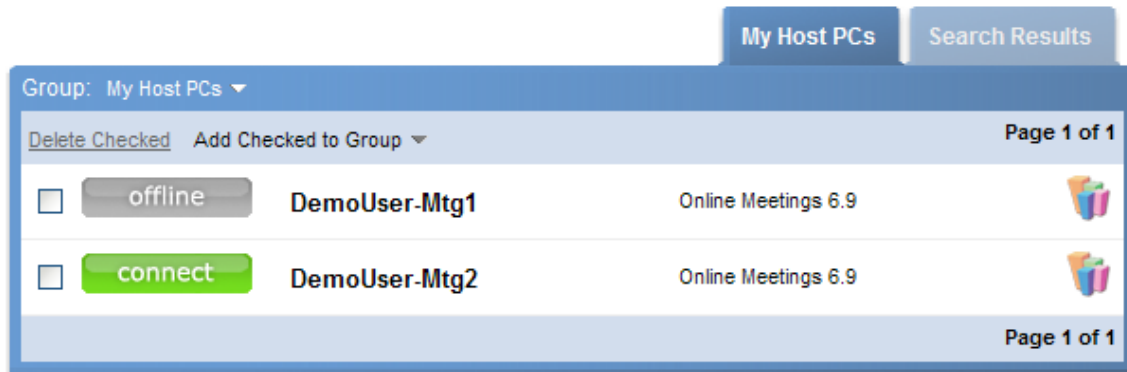 My Host PCs Search Results
Group: My Host PCs
Delete Checked Add Checked to Group Page 1 of 1
offline DemoUser-Mtg1 Online Meetings 6.9
connect DemoUser-Mtg2 Online Meetings 6.9
Page 1 of 1